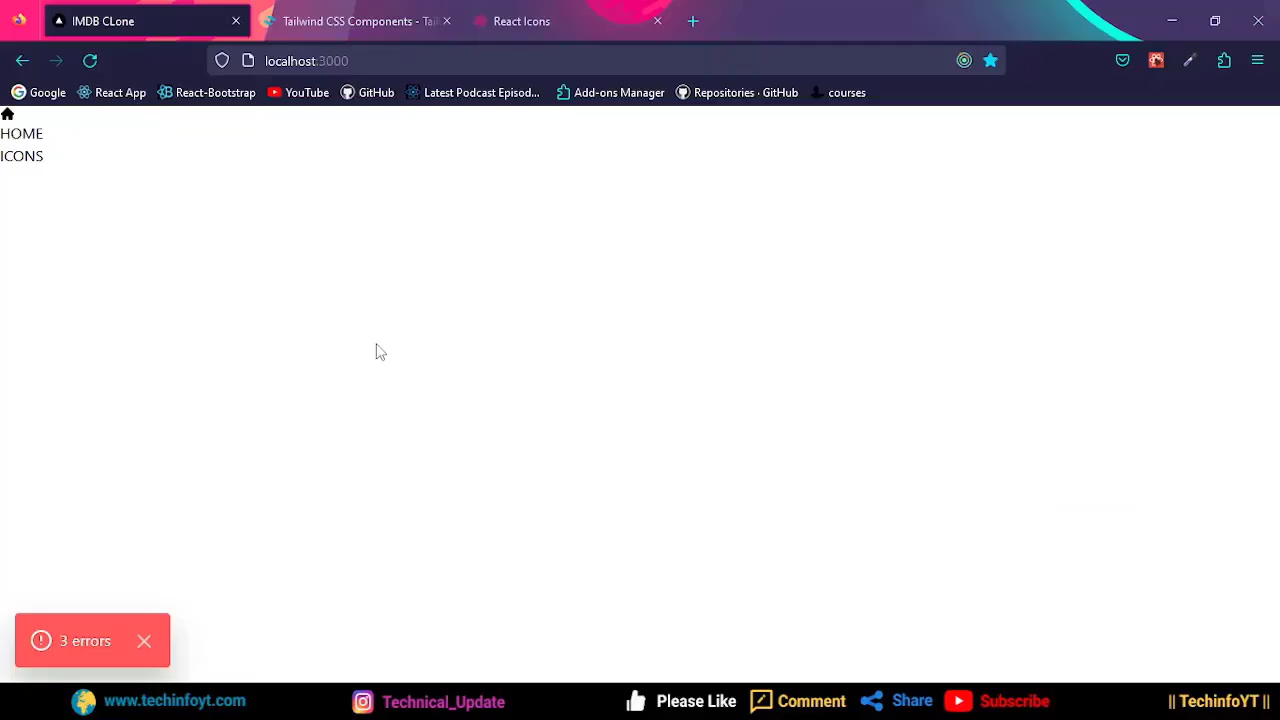 IMDB CLone
Tailwind CSS Components - Tail
React Icons
localhost:3000
Google
React App
React-Bootstrap
YouTube
GitHub
Latest Podcast Episod...
Add-ons Manager
Repositories · GitHub
courses
HOME
ICONS
3 errors
www.techinfoyt.com
Technical_Update
Please Like
Comment
Share
Subscribe
|| TechinfoYT ||